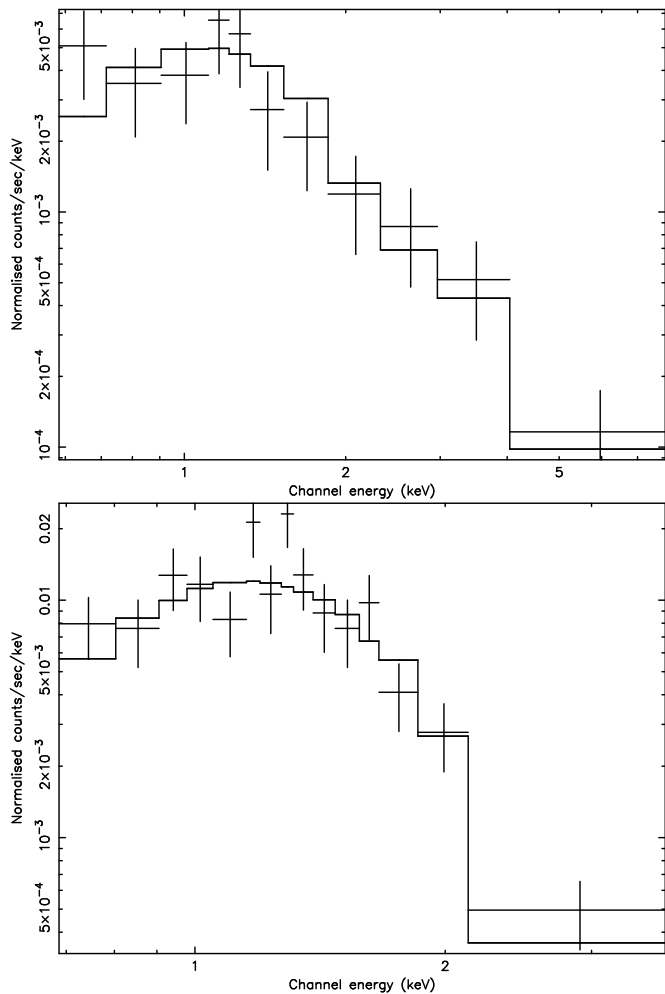 5×10⁻³
2×10⁻³
10⁻³
5×10⁻⁴
2×10⁻⁴
10⁻⁴
Normalised counts/sec/keV
1 2 5
Channel energy (keV)
0.02
0.01
5×10⁻³
2×10⁻³
10⁻³
5×10⁻⁴
Normalised counts/sec/keV
1 2
Channel energy (keV)